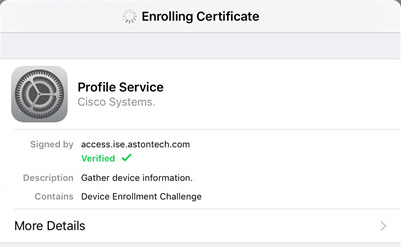 Enrolling Certificate
Profile Service
Cisco Systems.
Signed by access.ise.astontech.com
Verified ✓
Description Gather device information.
Contains Device Enrollment Challenge
More Details